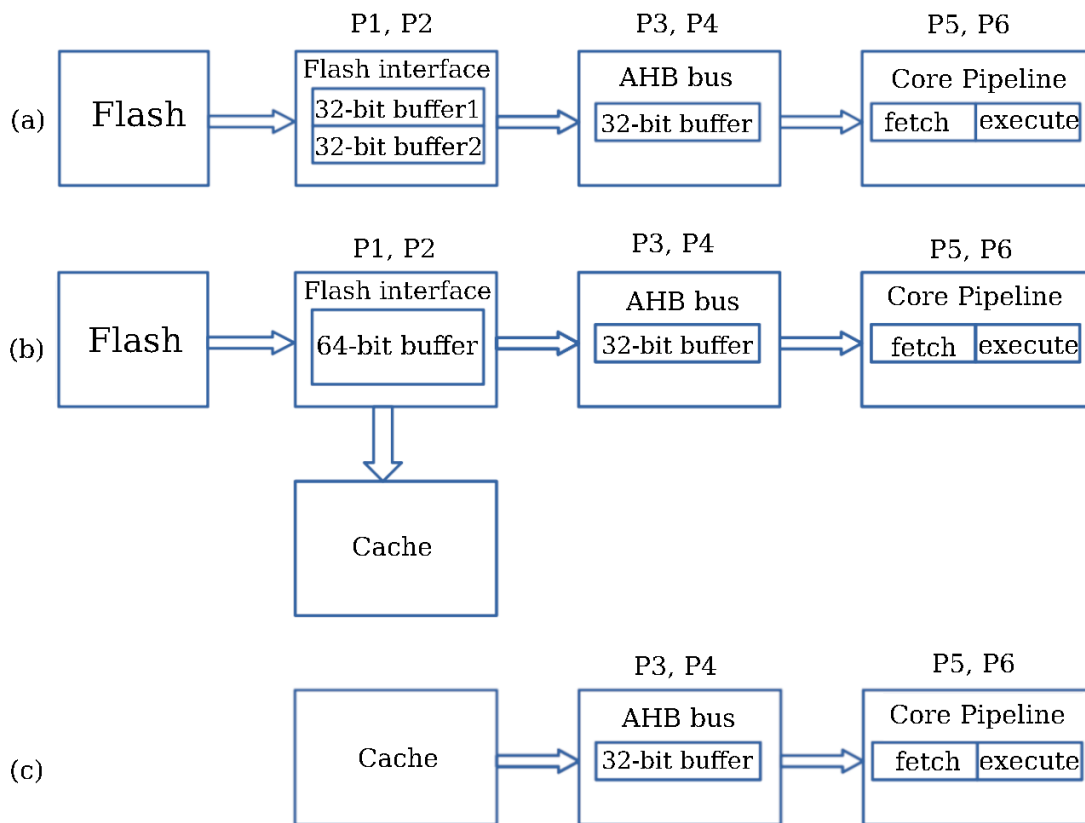 P1, P2
P3, P4
P5, P6
(a)
Flash
Flash interface
32-bit buffer1
32-bit buffer2
AHB bus
32-bit buffer
Core Pipeline
fetch
execute
P1, P2
P3, P4
P5, P6
(b)
Flash
Flash interface
64-bit buffer
AHB bus
32-bit buffer
Core Pipeline
fetch
execute
Cache
P3, P4
P5, P6
(c)
Cache
AHB bus
32-bit buffer
Core Pipeline
fetch
execute